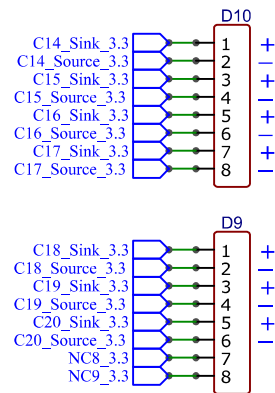 D10
C14_Sink_3.3 1 +
C14_Source_3.3 2 −
C15_Sink_3.3 3 +
C15_Source_3.3 4 −
C16_Sink_3.3 5 +
C16_Source_3.3 6 −
C17_Sink_3.3 7 +
C17_Source_3.3 8 −
D9
C18_Sink_3.3 1 +
C18_Source_3.3 2 −
C19_Sink_3.3 3 +
C19_Source_3.3 4 −
C20_Sink_3.3 5 +
C20_Source_3.3 6 −
NC8_3.3 7
NC9_3.3 8